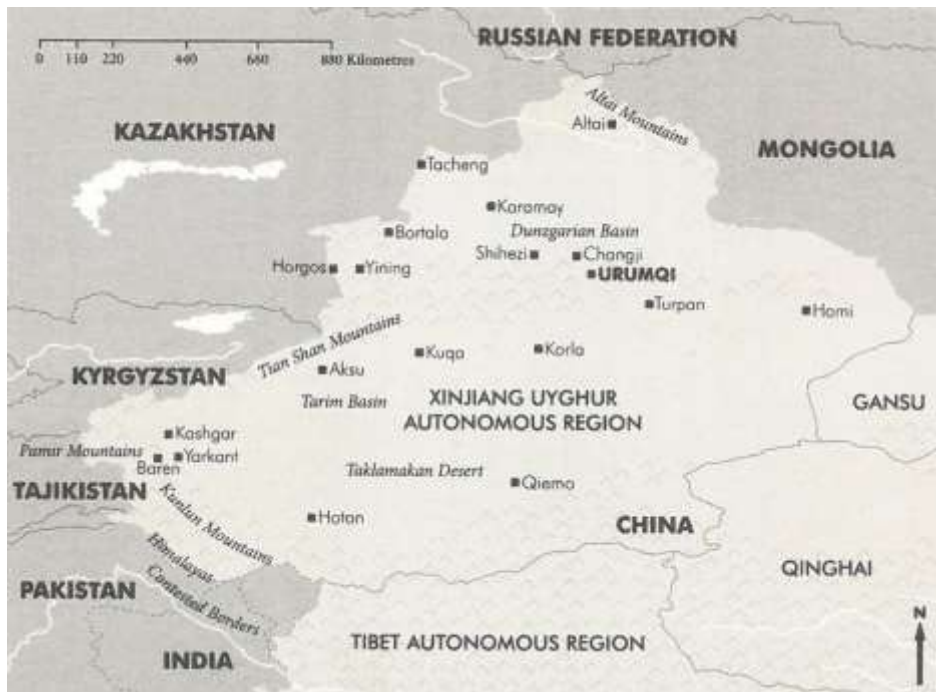 RUSSIAN FEDERATION
0 110 220 440 660 880 Kilometres
Altai Mountains
Altai
KAZAKHSTAN
MONGOLIA
Tacheng
Karamay
Bortala
Dunzgarian Basin
Shihezi
Changji
Horgos
Yining
URUMQI
Turpan
Hami
Tian Shan Mountains
Kuqa
Korla
KYRGYZSTAN
Aksu
Tarim Basin
XINJIANG UYGHUR
AUTONOMOUS REGION
GANSU
Kashgar
Pamir Mountains
Yarkant
Baren
Taklamakan Desert
TAJIKISTAN
Qiemo
Kunlun Mountains
Hotan
CHINA
Himalayas
QINGHAI
PAKISTAN
Contested Borders
N
TIBET AUTONOMOUS REGION
INDIA